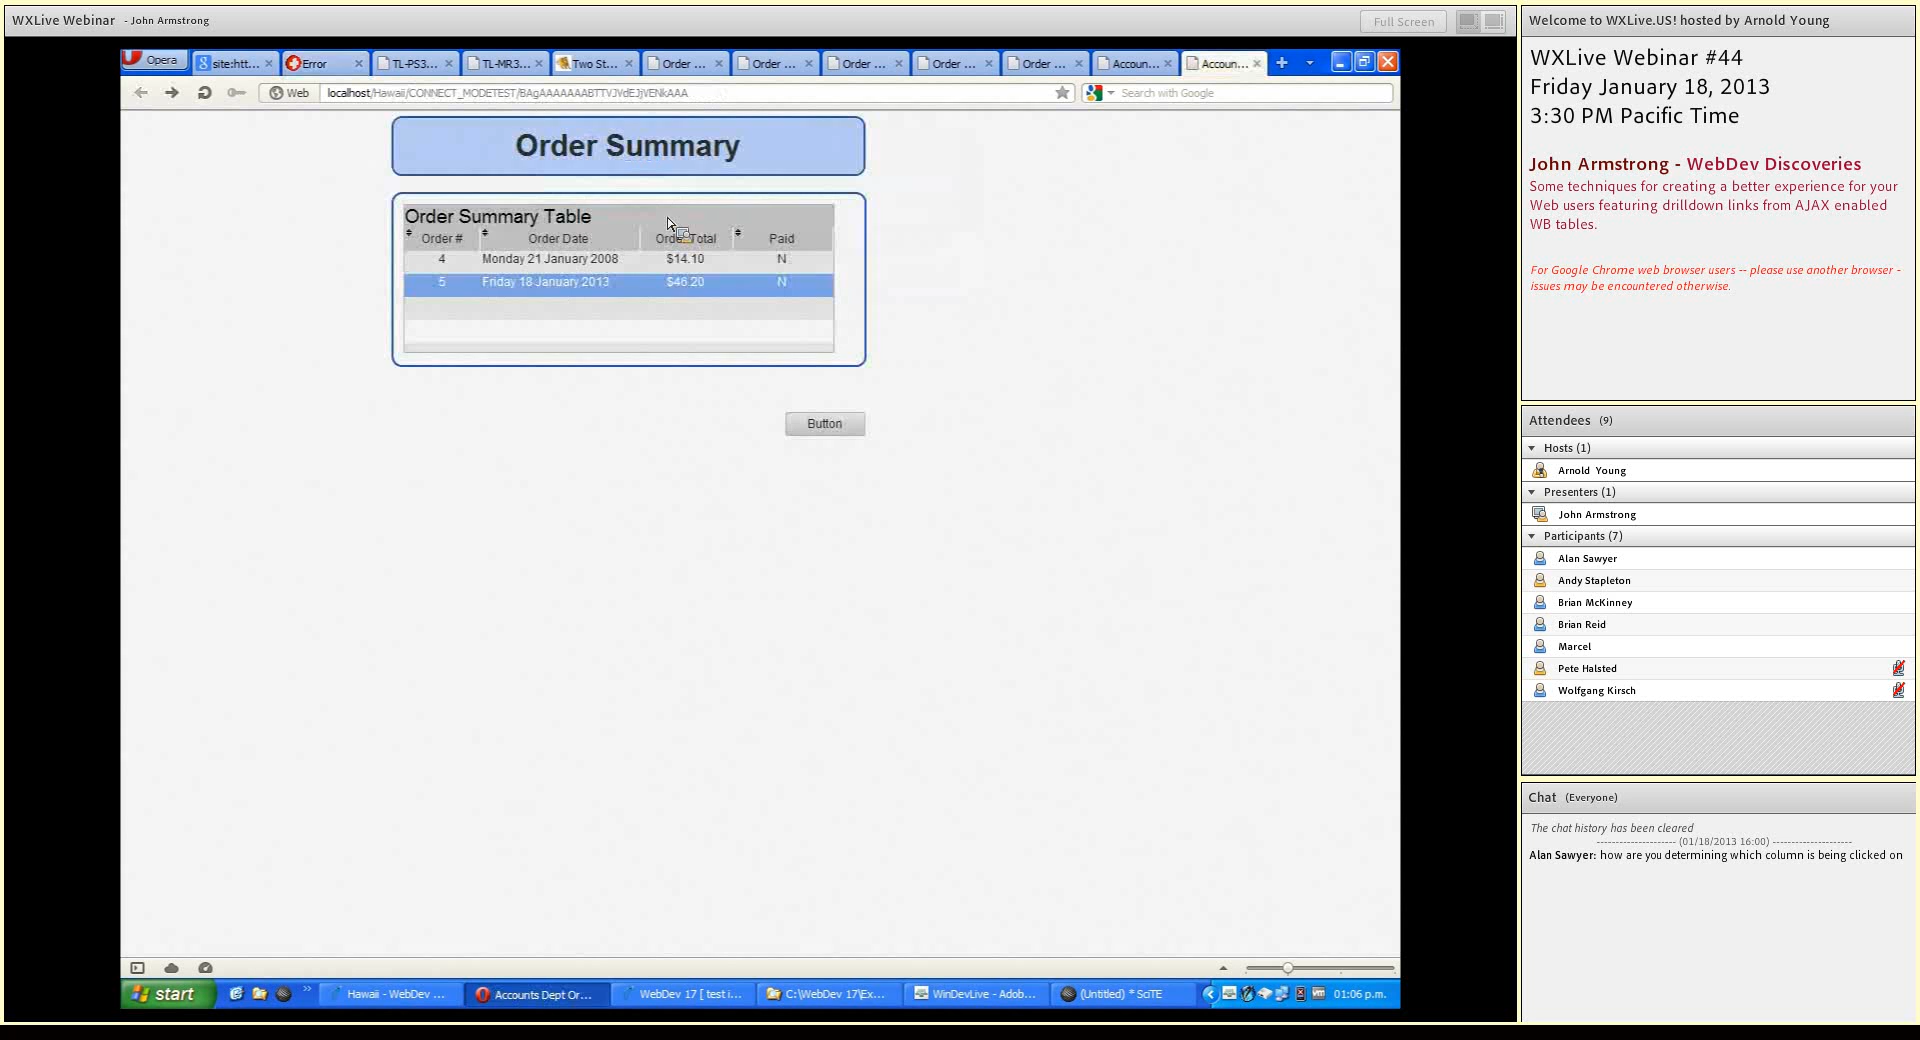 WXLive Webinar - John Armstrong
Full Screen
Opera
site:htt...
Error
TL-PS3...
TL-MR3...
Two St...
Order ...
Order ...
Order ...
Order ...
Order ...
Accoun...
Accoun...
Web
Search with Google
Order Summary
Order Summary Table
Order # Order Date Order Total Paid
4 Monday 21 January 2008 $14.10 N
5 Friday 18 January 2013 $46.20 N
Button
start
Hawaii - WebDev ...
Accounts Dept Or...
WebDev 17 [ test i...
C:\WebDev 17\Ex...
WinDevLive - Adob...
(Untitled) * SciTE
01:06 p.m.
Welcome to WXLive.US! hosted by Arnold Young
WXLive Webinar #44
Friday January 18, 2013
3:30 PM Pacific Time
John Armstrong - WebDev Discoveries
Some techniques for creating a better experience for your
Web users featuring drilldown links from AJAX enabled
WB tables.
For Google Chrome web browser users -- please use another browser -
issues may be encountered otherwise.
Attendees (9)
Hosts (1)
Arnold Young
Presenters (1)
John Armstrong
Participants (7)
Alan Sawyer
Andy Stapleton
Brian McKinney
Brian Reid
Marcel
Pete Halsted
Wolfgang Kirsch
Chat (Everyone)
The chat history has been cleared
-------------------- (01/18/2013 16:00) --------------------
Alan Sawyer: how are you determining which column is being clicked on